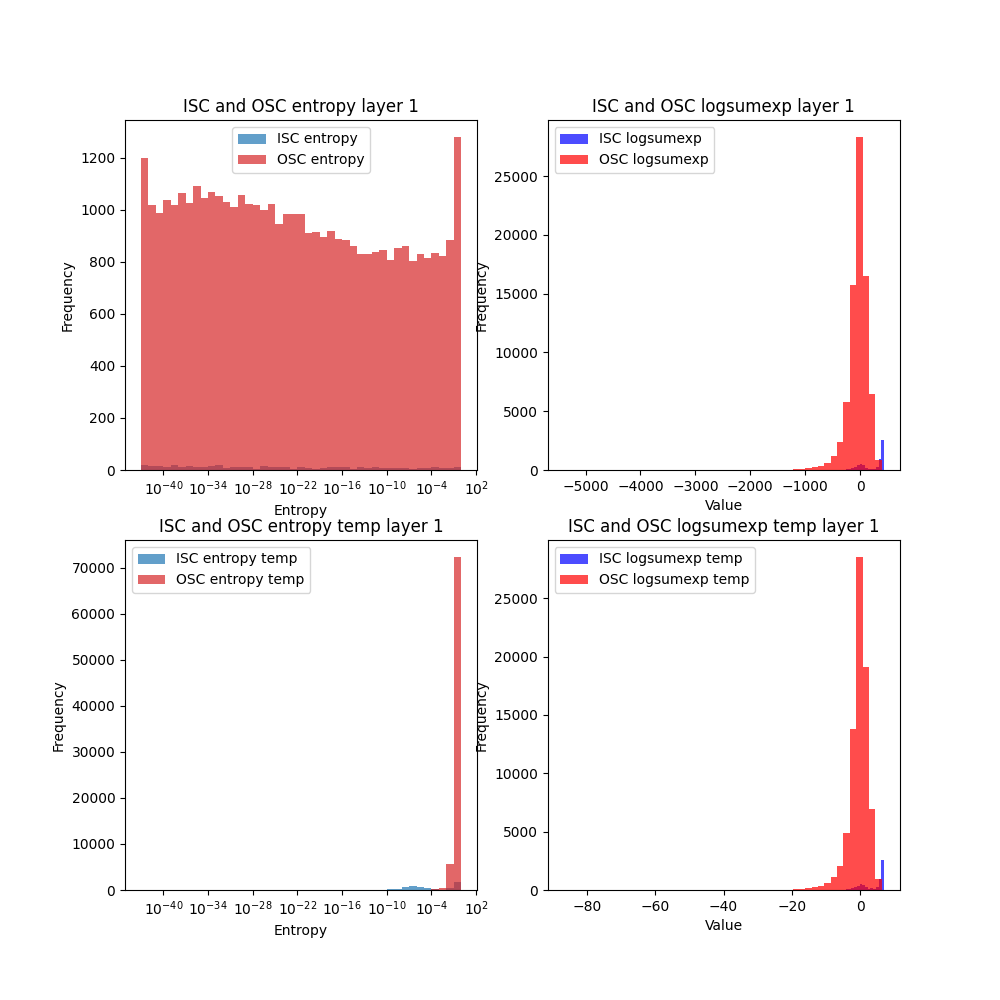 ISC and OSC entropy layer 1
ISC entropy
OSC entropy
1200
1000
800
600
400
200
0
Frequency
10⁻⁴⁰ 10⁻³⁴ 10⁻²⁸ 10⁻²² 10⁻¹⁶ 10⁻¹⁰ 10⁻⁴ 10²
Entropy
ISC and OSC logsumexp layer 1
ISC logsumexp
OSC logsumexp
25000
20000
15000
10000
5000
0
Frequency
−5000 −4000 −3000 −2000 −1000 0
Value
ISC and OSC entropy temp layer 1
ISC entropy temp
OSC entropy temp
70000
60000
50000
40000
30000
20000
10000
0
Frequency
10⁻⁴⁰ 10⁻³⁴ 10⁻²⁸ 10⁻²² 10⁻¹⁶ 10⁻¹⁰ 10⁻⁴ 10²
Entropy
ISC and OSC logsumexp temp layer 1
ISC logsumexp temp
OSC logsumexp temp
25000
20000
15000
10000
5000
0
Frequency
−80 −60 −40 −20 0
Value